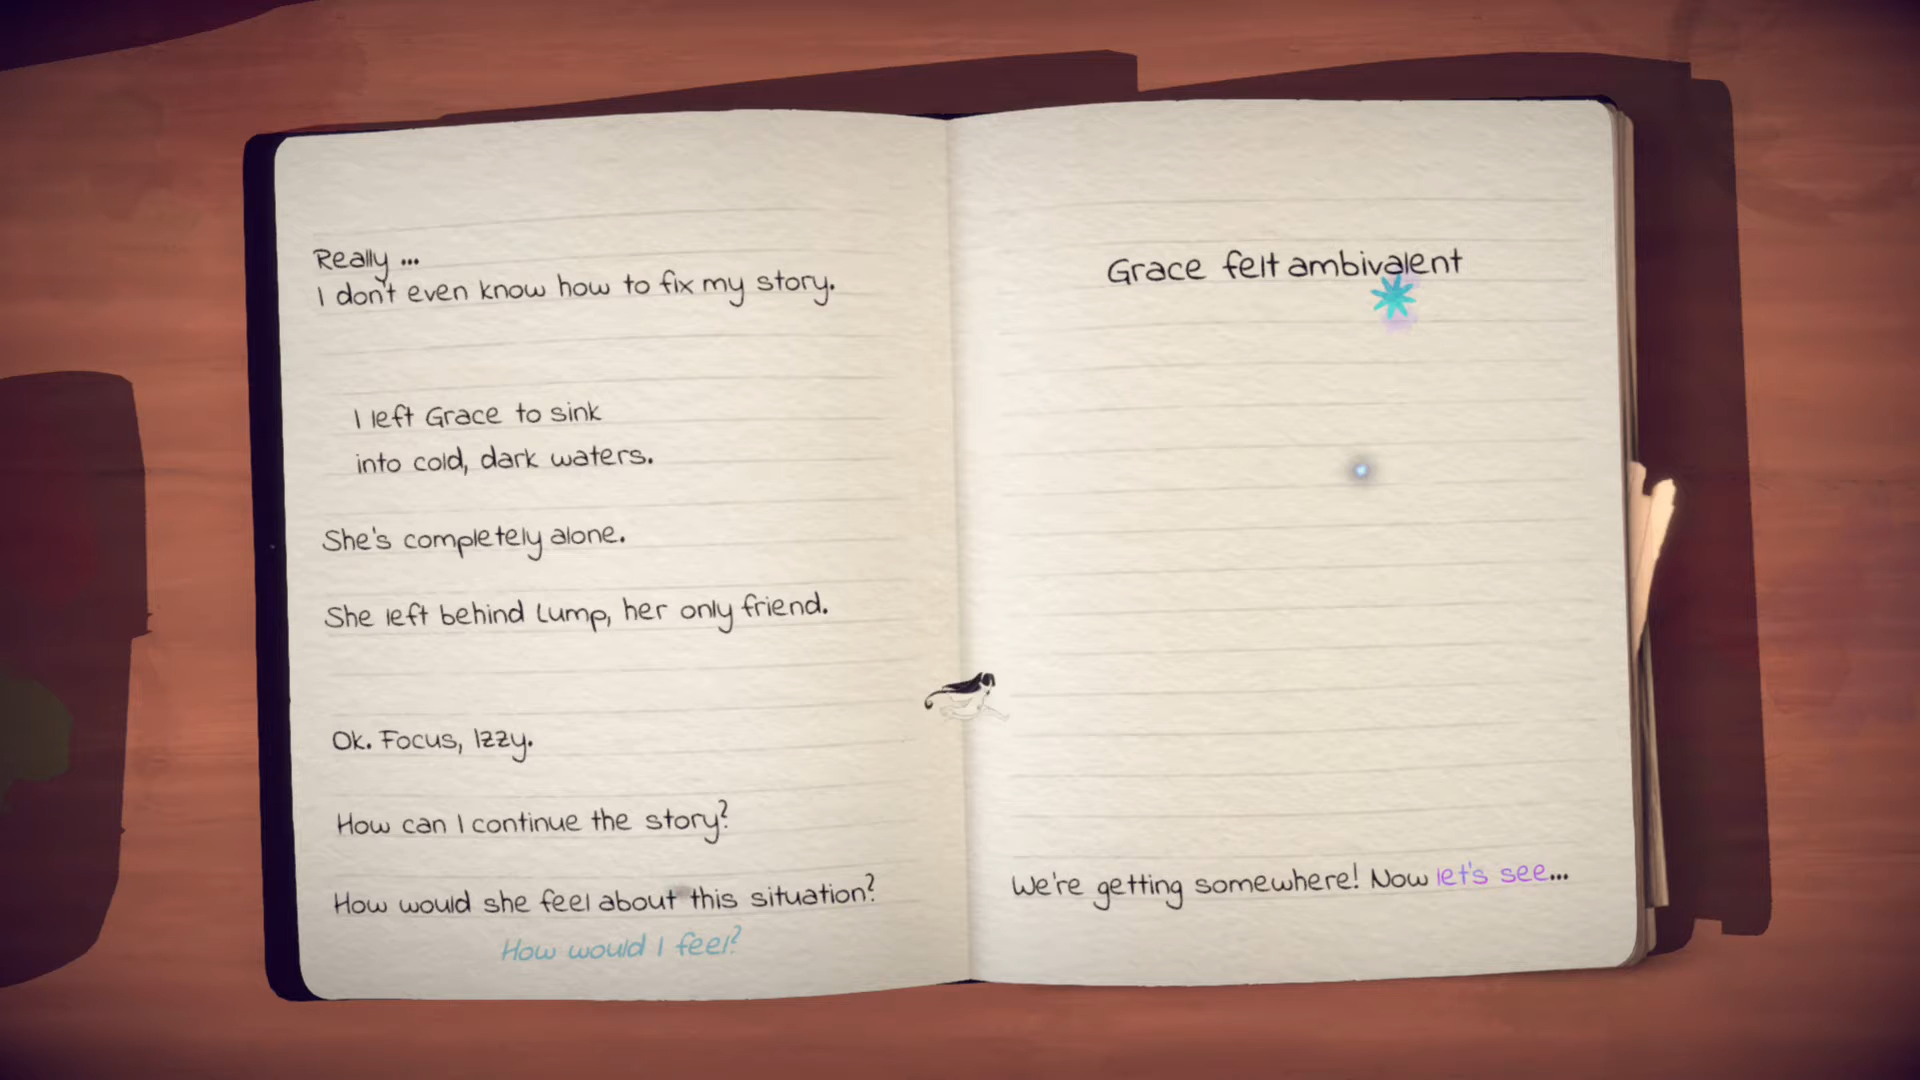 Really ...
I don't even know how to fix my story.
I left Grace to sink
into cold, dark waters.
She's completely alone.
She left behind Lump, her only friend.
Ok. Focus, Izzy.
How can I continue the story?
How would she feel about this situation?
How would I feel?
Grace felt ambivalent
We're getting somewhere! Now let's see...